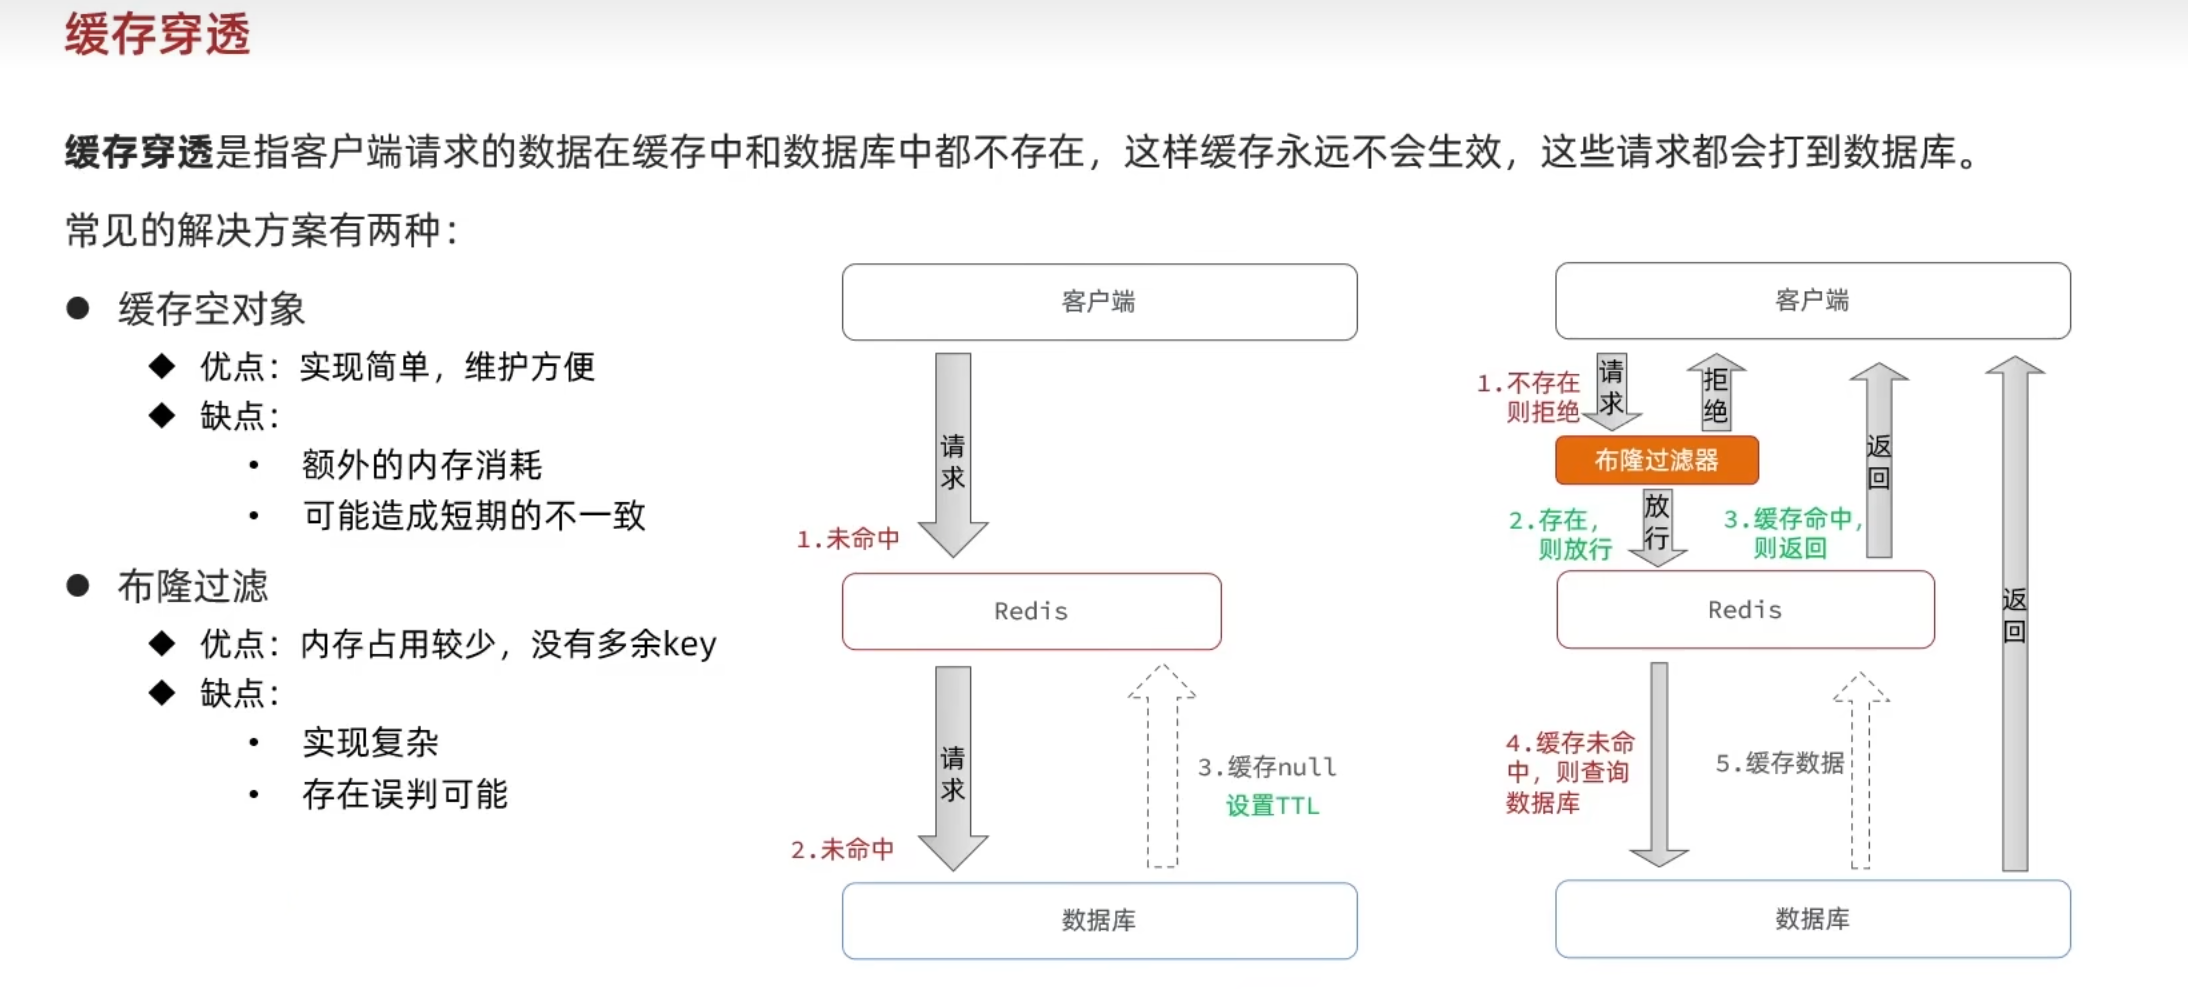 缓存穿透
缓存穿透是指客户端请求的数据在缓存中和数据库中都不存在，这样缓存永远不会生效，这些请求都会打到数据库。
常见的解决方案有两种：
● 缓存空对象
◆ 优点：实现简单，维护方便
◆ 缺点：
• 额外的内存消耗
• 可能造成短期的不一致
● 布隆过滤
◆ 优点：内存占用较少，没有多余key
◆ 缺点：
• 实现复杂
• 存在误判可能
客户端
请求
1.未命中
Redis
请求
2.未命中
3.缓存null
设置TTL
数据库
客户端
1.不存在
则拒绝
请求
拒绝
布隆过滤器
2.存在，
则放行
放行
3.缓存命中，
则返回
返回
Redis
返回
4.缓存未命
中，则查询
数据库
5.缓存数据
数据库